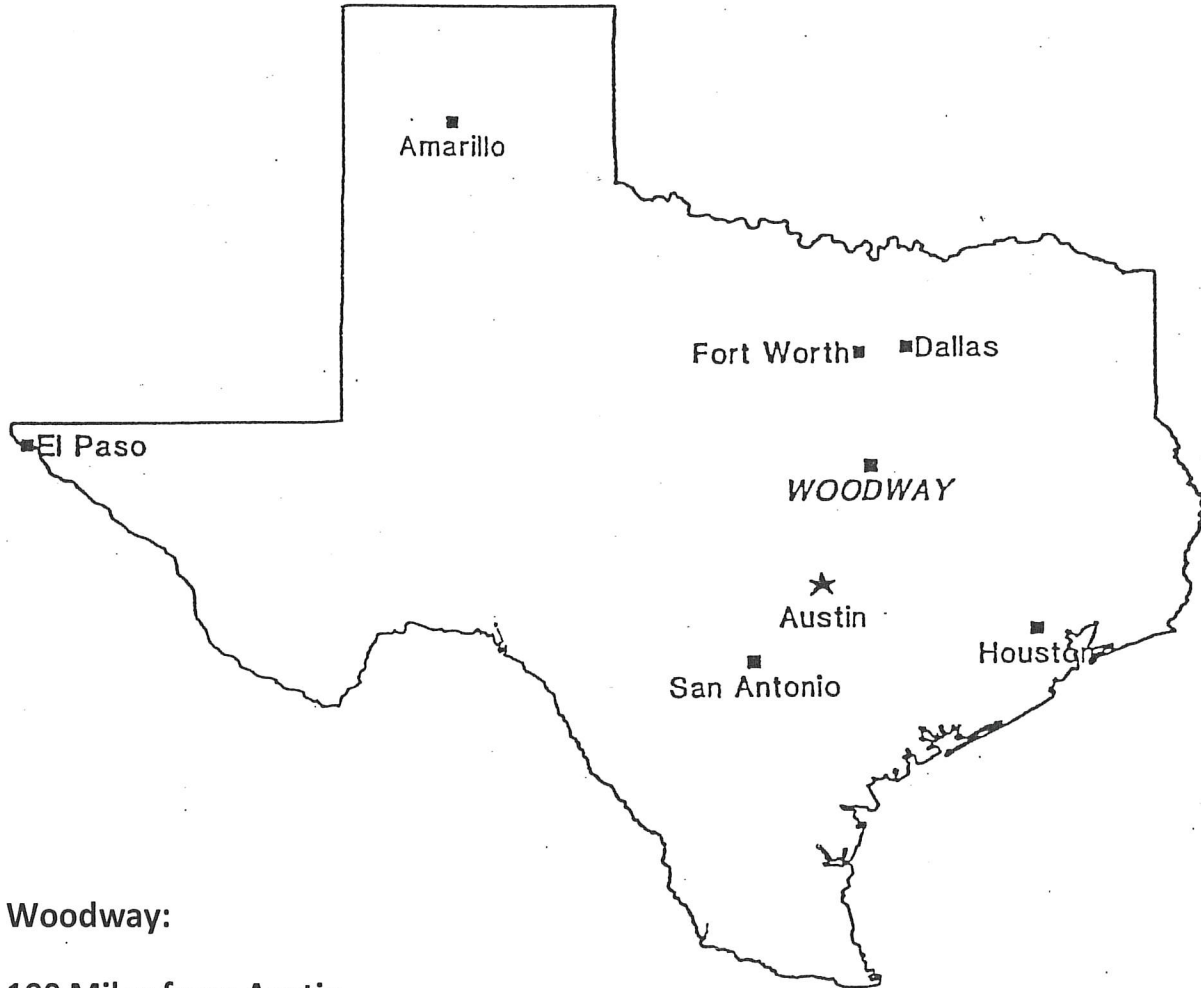 Amarillo
Fort Worth Dallas
El Paso
WOODWAY
Austin
Houston
San Antonio
Woodway: